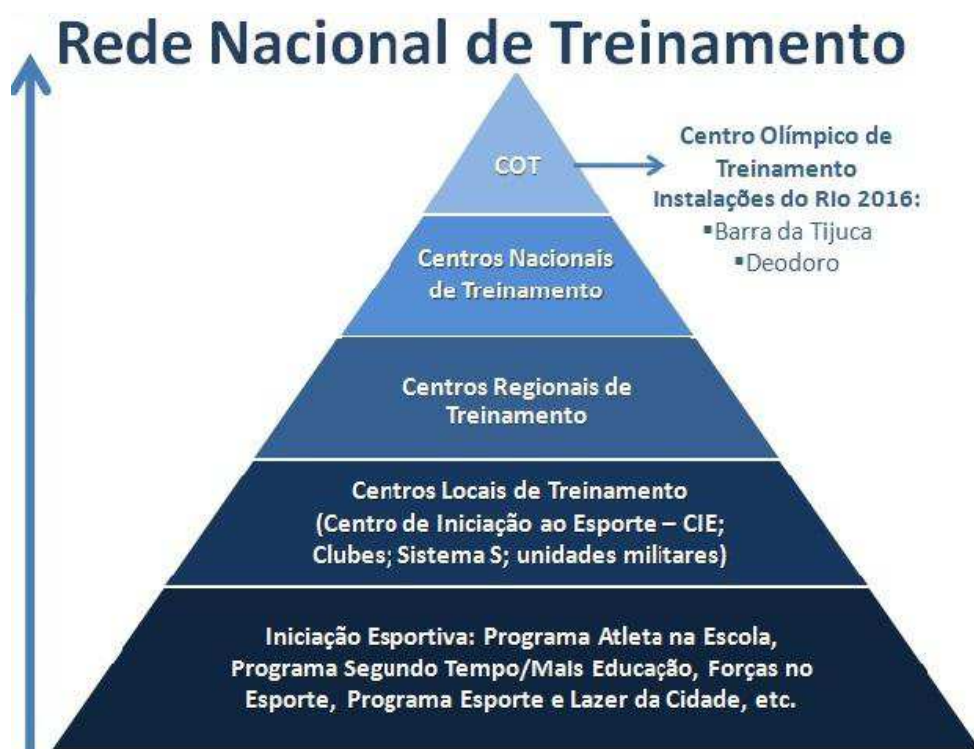 Rede Nacional de Treinamento
COT
Centro Olímpico de
Treinamento
Instalações do RIo 2016:
▪Barra da Tijuca
▪Deodoro
Centros Nacionais
de Treinamento
Centros Regionais de
Treinamento
Centros Locais de Treinamento
(Centro de Iniciação ao Esporte – CIE;
Clubes; Sistema S; unidades militares)
Iniciação Esportiva: Programa Atleta na Escola,
Programa Segundo Tempo/Mais Educação, Forças no
Esporte, Programa Esporte e Lazer da Cidade, etc.